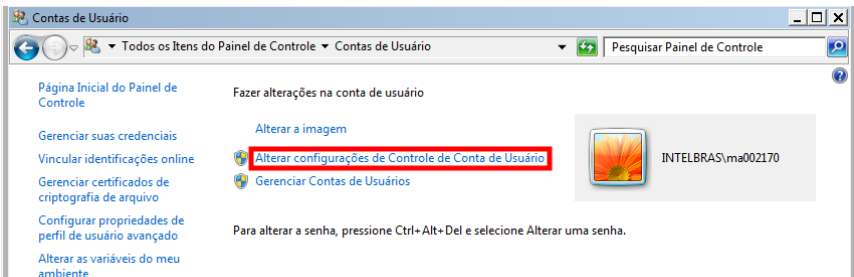 Contas de Usuário
Todos os Itens do Painel de Controle Contas de Usuário
Pesquisar Painel de Controle
Página Inicial do Painel de
Controle
Gerenciar suas credenciais
Vincular identificações online
Gerenciar certificados de
criptografia de arquivo
Configurar propriedades de
perfil de usuário avançado
Alterar as variáveis do meu
ambiente
Fazer alterações na conta de usuário
Alterar a imagem
Alterar configurações de Controle de Conta de Usuário
Gerenciar Contas de Usuários
INTELBRAS\ma002170
Para alterar a senha, pressione Ctrl+Alt+Del e selecione Alterar uma senha.